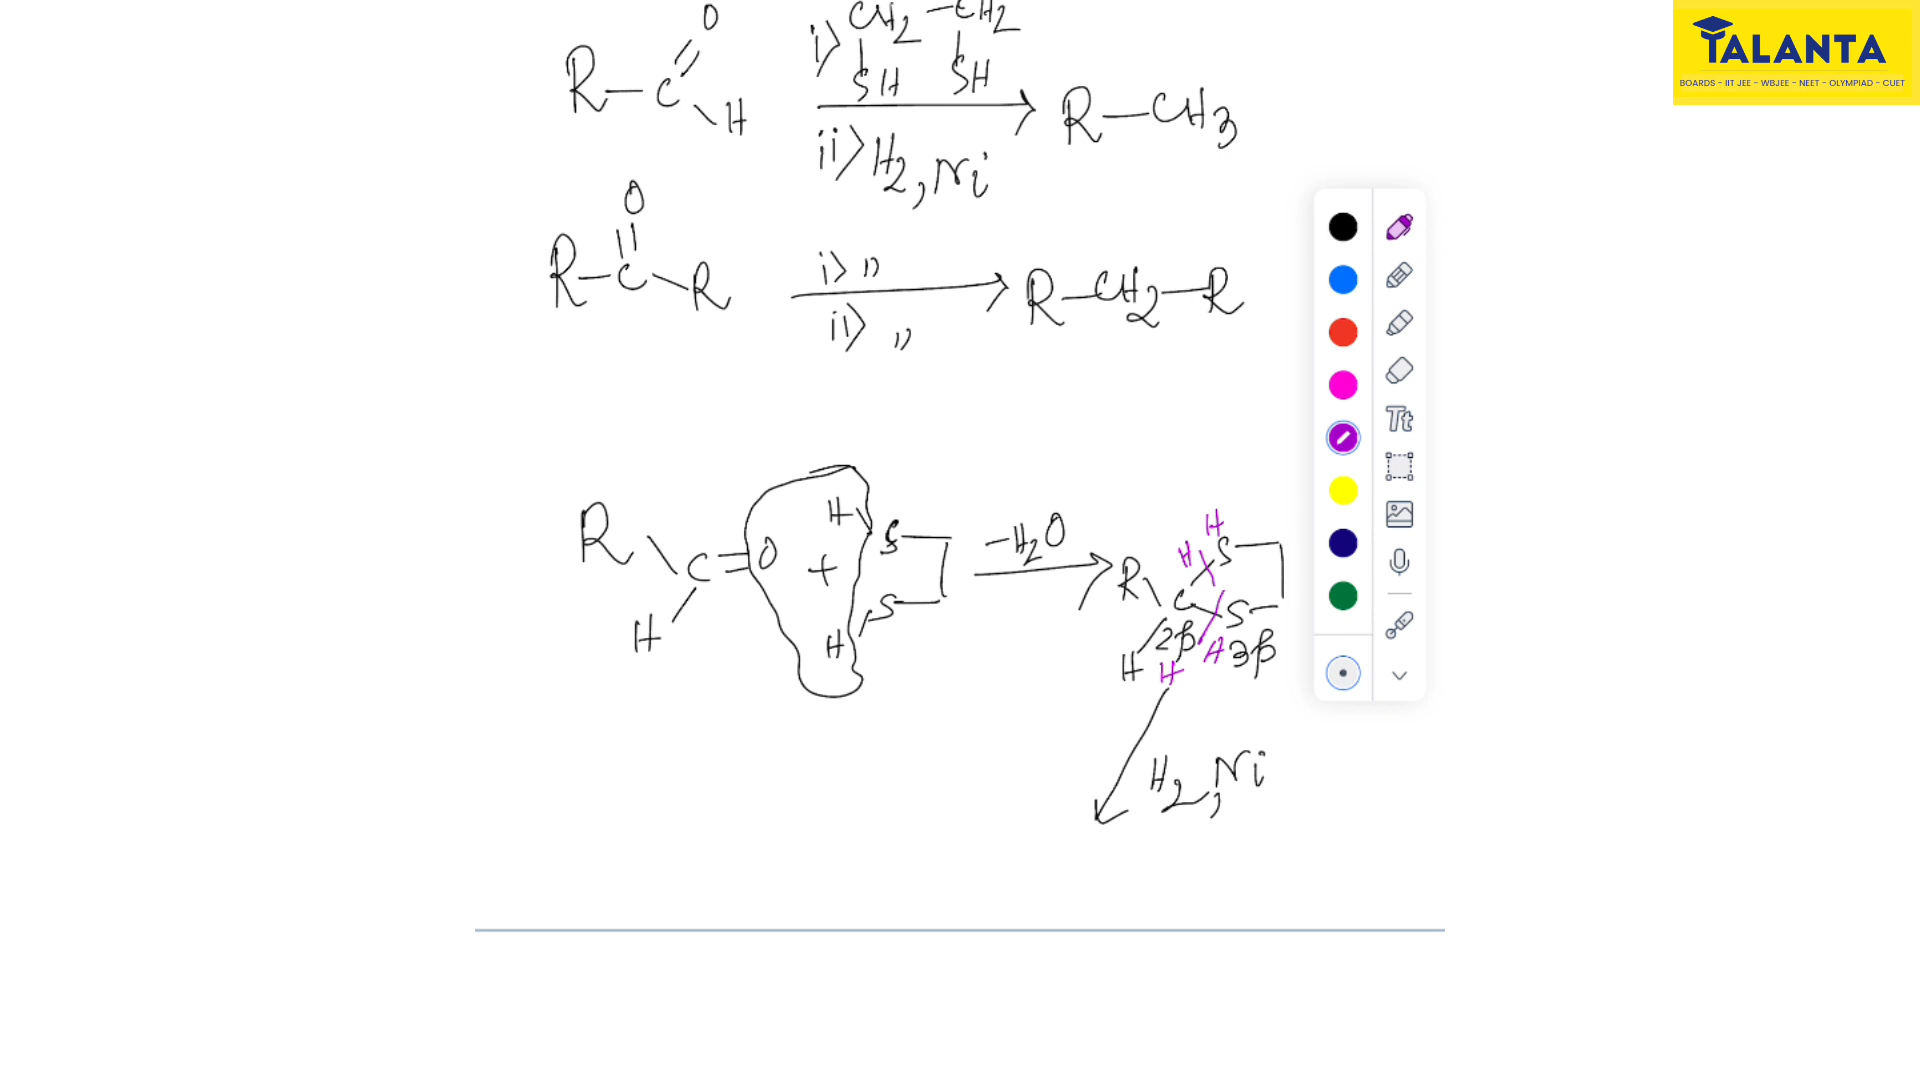 TALANTA
BOARDS - IIT JEE - WBJEE - NEET - OLYMPIAD - CUET
O
i> CH2 - CH2
R - C H
SH SH
R - CH3
ii> H2, Ni
O
R - C - R
i> ,,
R - CH2 - R
ii> ,,
Tt
R C = O + H S
H
H S
-H2O
R C S S
H
H
H
2β H 3β
H
H
H2, Ni